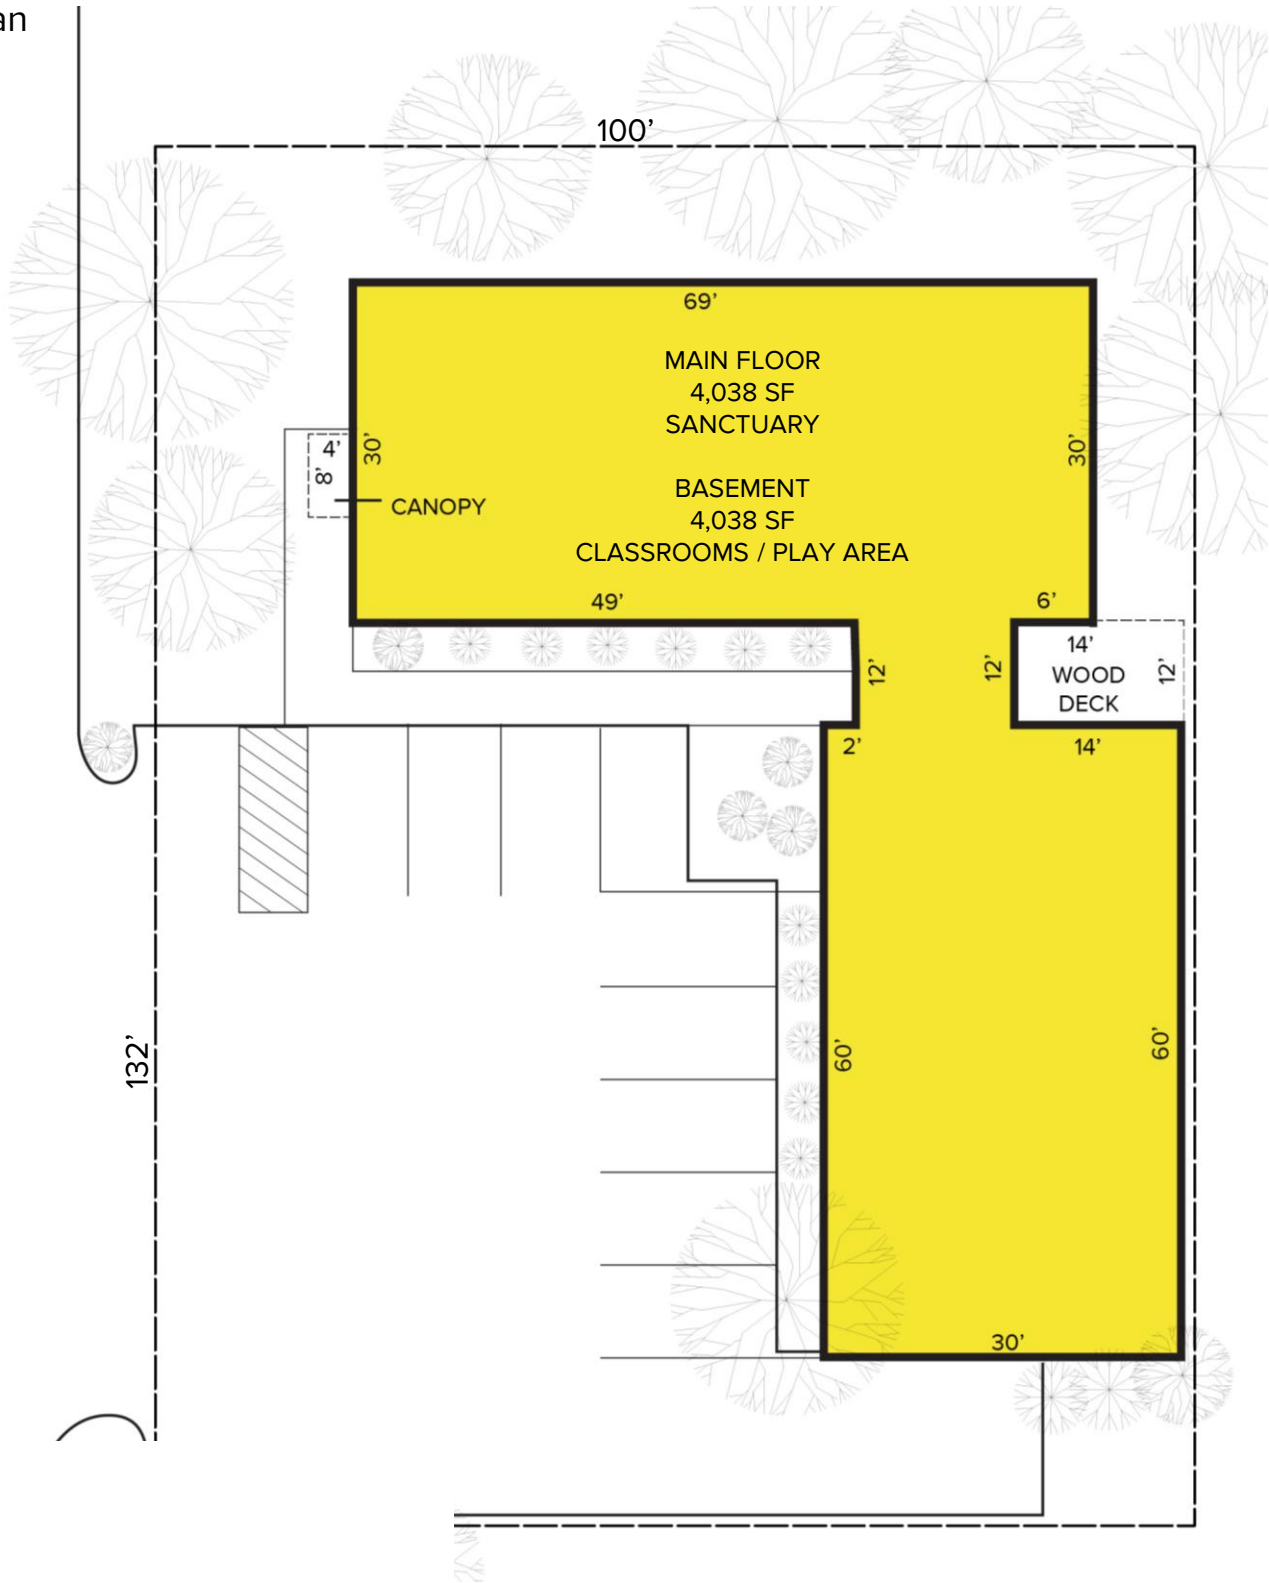 an
100’
69’
MAIN FLOOR
4,038 SF
SANCTUARY
4’
8’
30’
30’
BASEMENT
4,038 SF
CLASSROOMS / PLAY AREA
CANOPY
49’
6’
12’
12’
14’
WOOD
DECK
12’
2’
14’
132’
60’
60’
30’